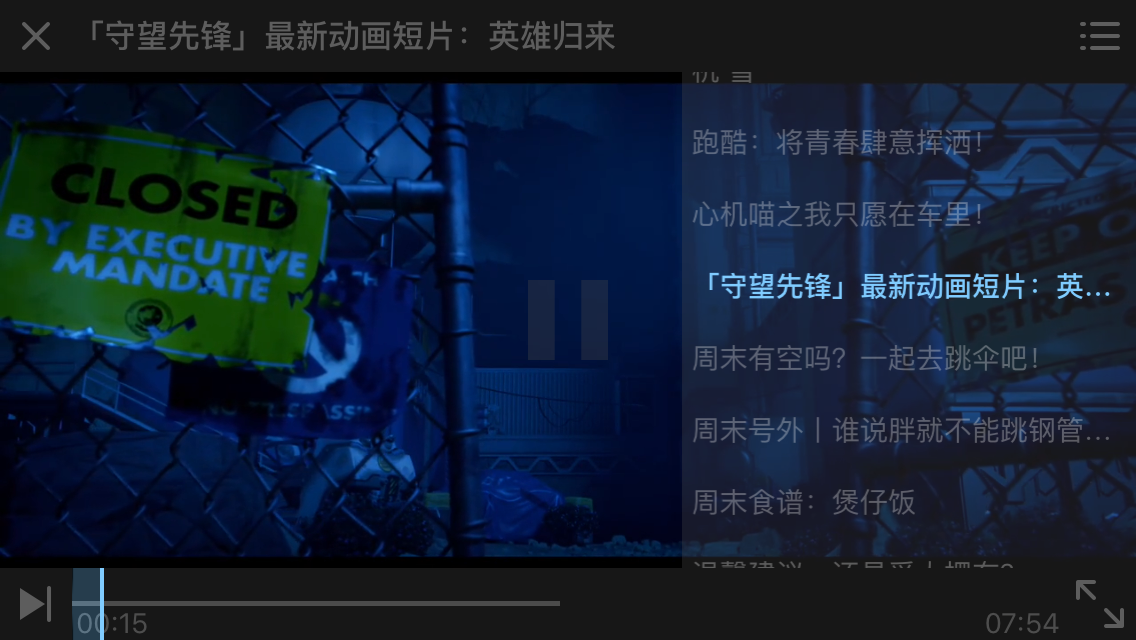 「守望先锋」最新动画短片：英雄归来
CLOSED
BY EXECUTIVE
MANDATE
跑酷：将青春肆意挥洒！
心机喵之我只愿在车里！
「守望先锋」最新动画短片：英...
周末有空吗？一起去跳伞吧！
周末号外丨谁说胖就不能跳钢管...
周末食谱：煲仔饭
KEEP O
PETRAS
00:15
07:54